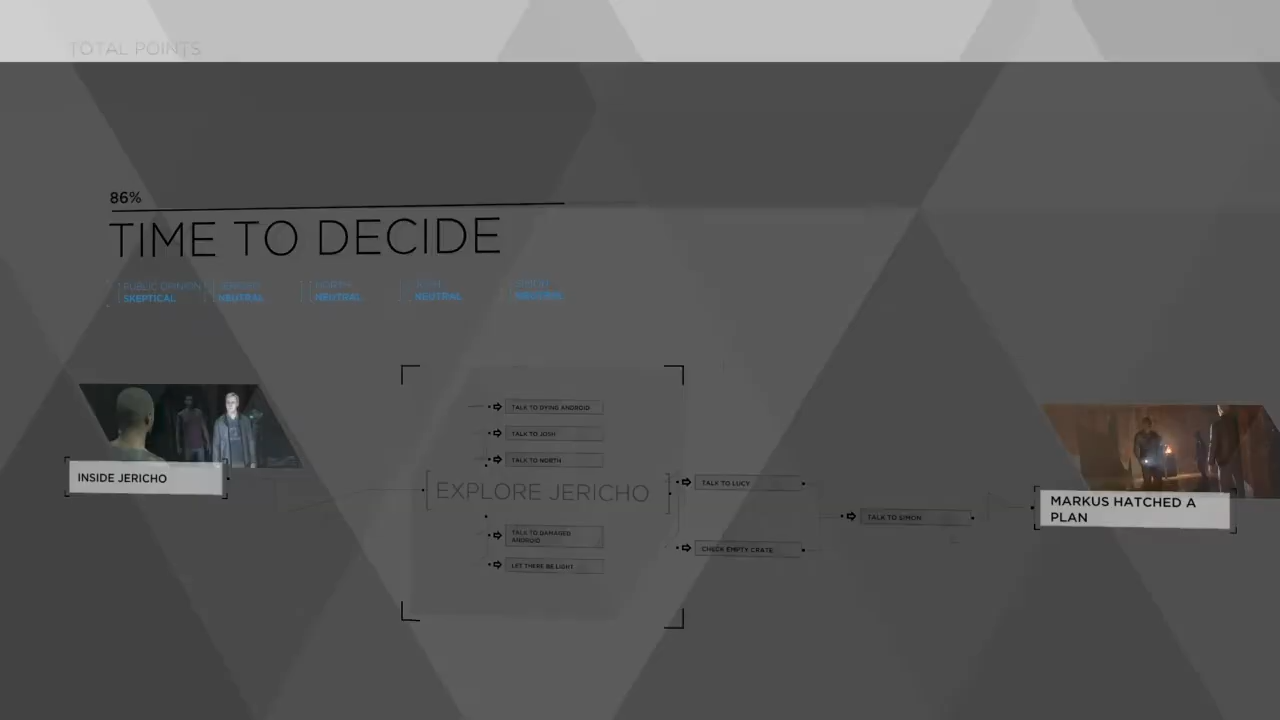 TOTAL POINTS
86%
TIME TO DECIDE
PUBLIC OPINION
SKEPTICAL
NEUTRAL
NORTH
NEUTRAL
JOSH
NEUTRAL
SIMON
NEUTRAL
TALK TO DYING ANDROID
TALK TO JOSH
TALK TO NORTH
INSIDE JERICHO
EXPLORE JERICHO
TALK TO LUCY
MARKUS HATCHED A
PLAN
TALK TO SIMON
TALK TO DAMAGED
ANDROID
CHECK EMPTY CRATE
LET THERE BE LIGHT